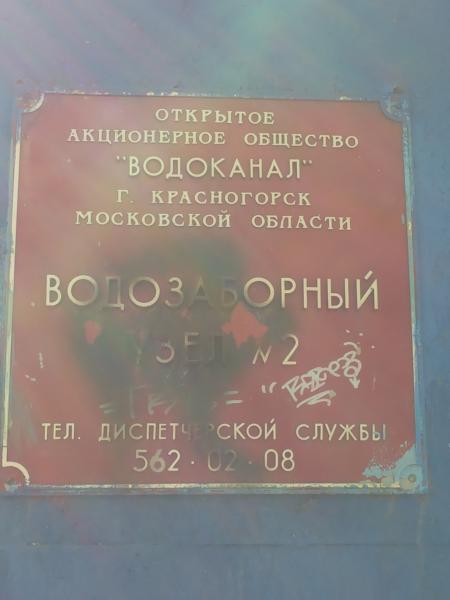 ОТКРЫТОЕ
АКЦИОНЕРНОЕ ОБЩЕСТВО
"ВОДОКАНАЛ"
Г. КРАСНОГОРСК
МОСКОВСКОЙ ОБЛАСТИ
ВОДОЗАБОРНЫЙ
УЗЕЛ №2
ТЕЛ. ДИСПЕТЧЕРСКОЙ СЛУЖБЫ
562·02·08